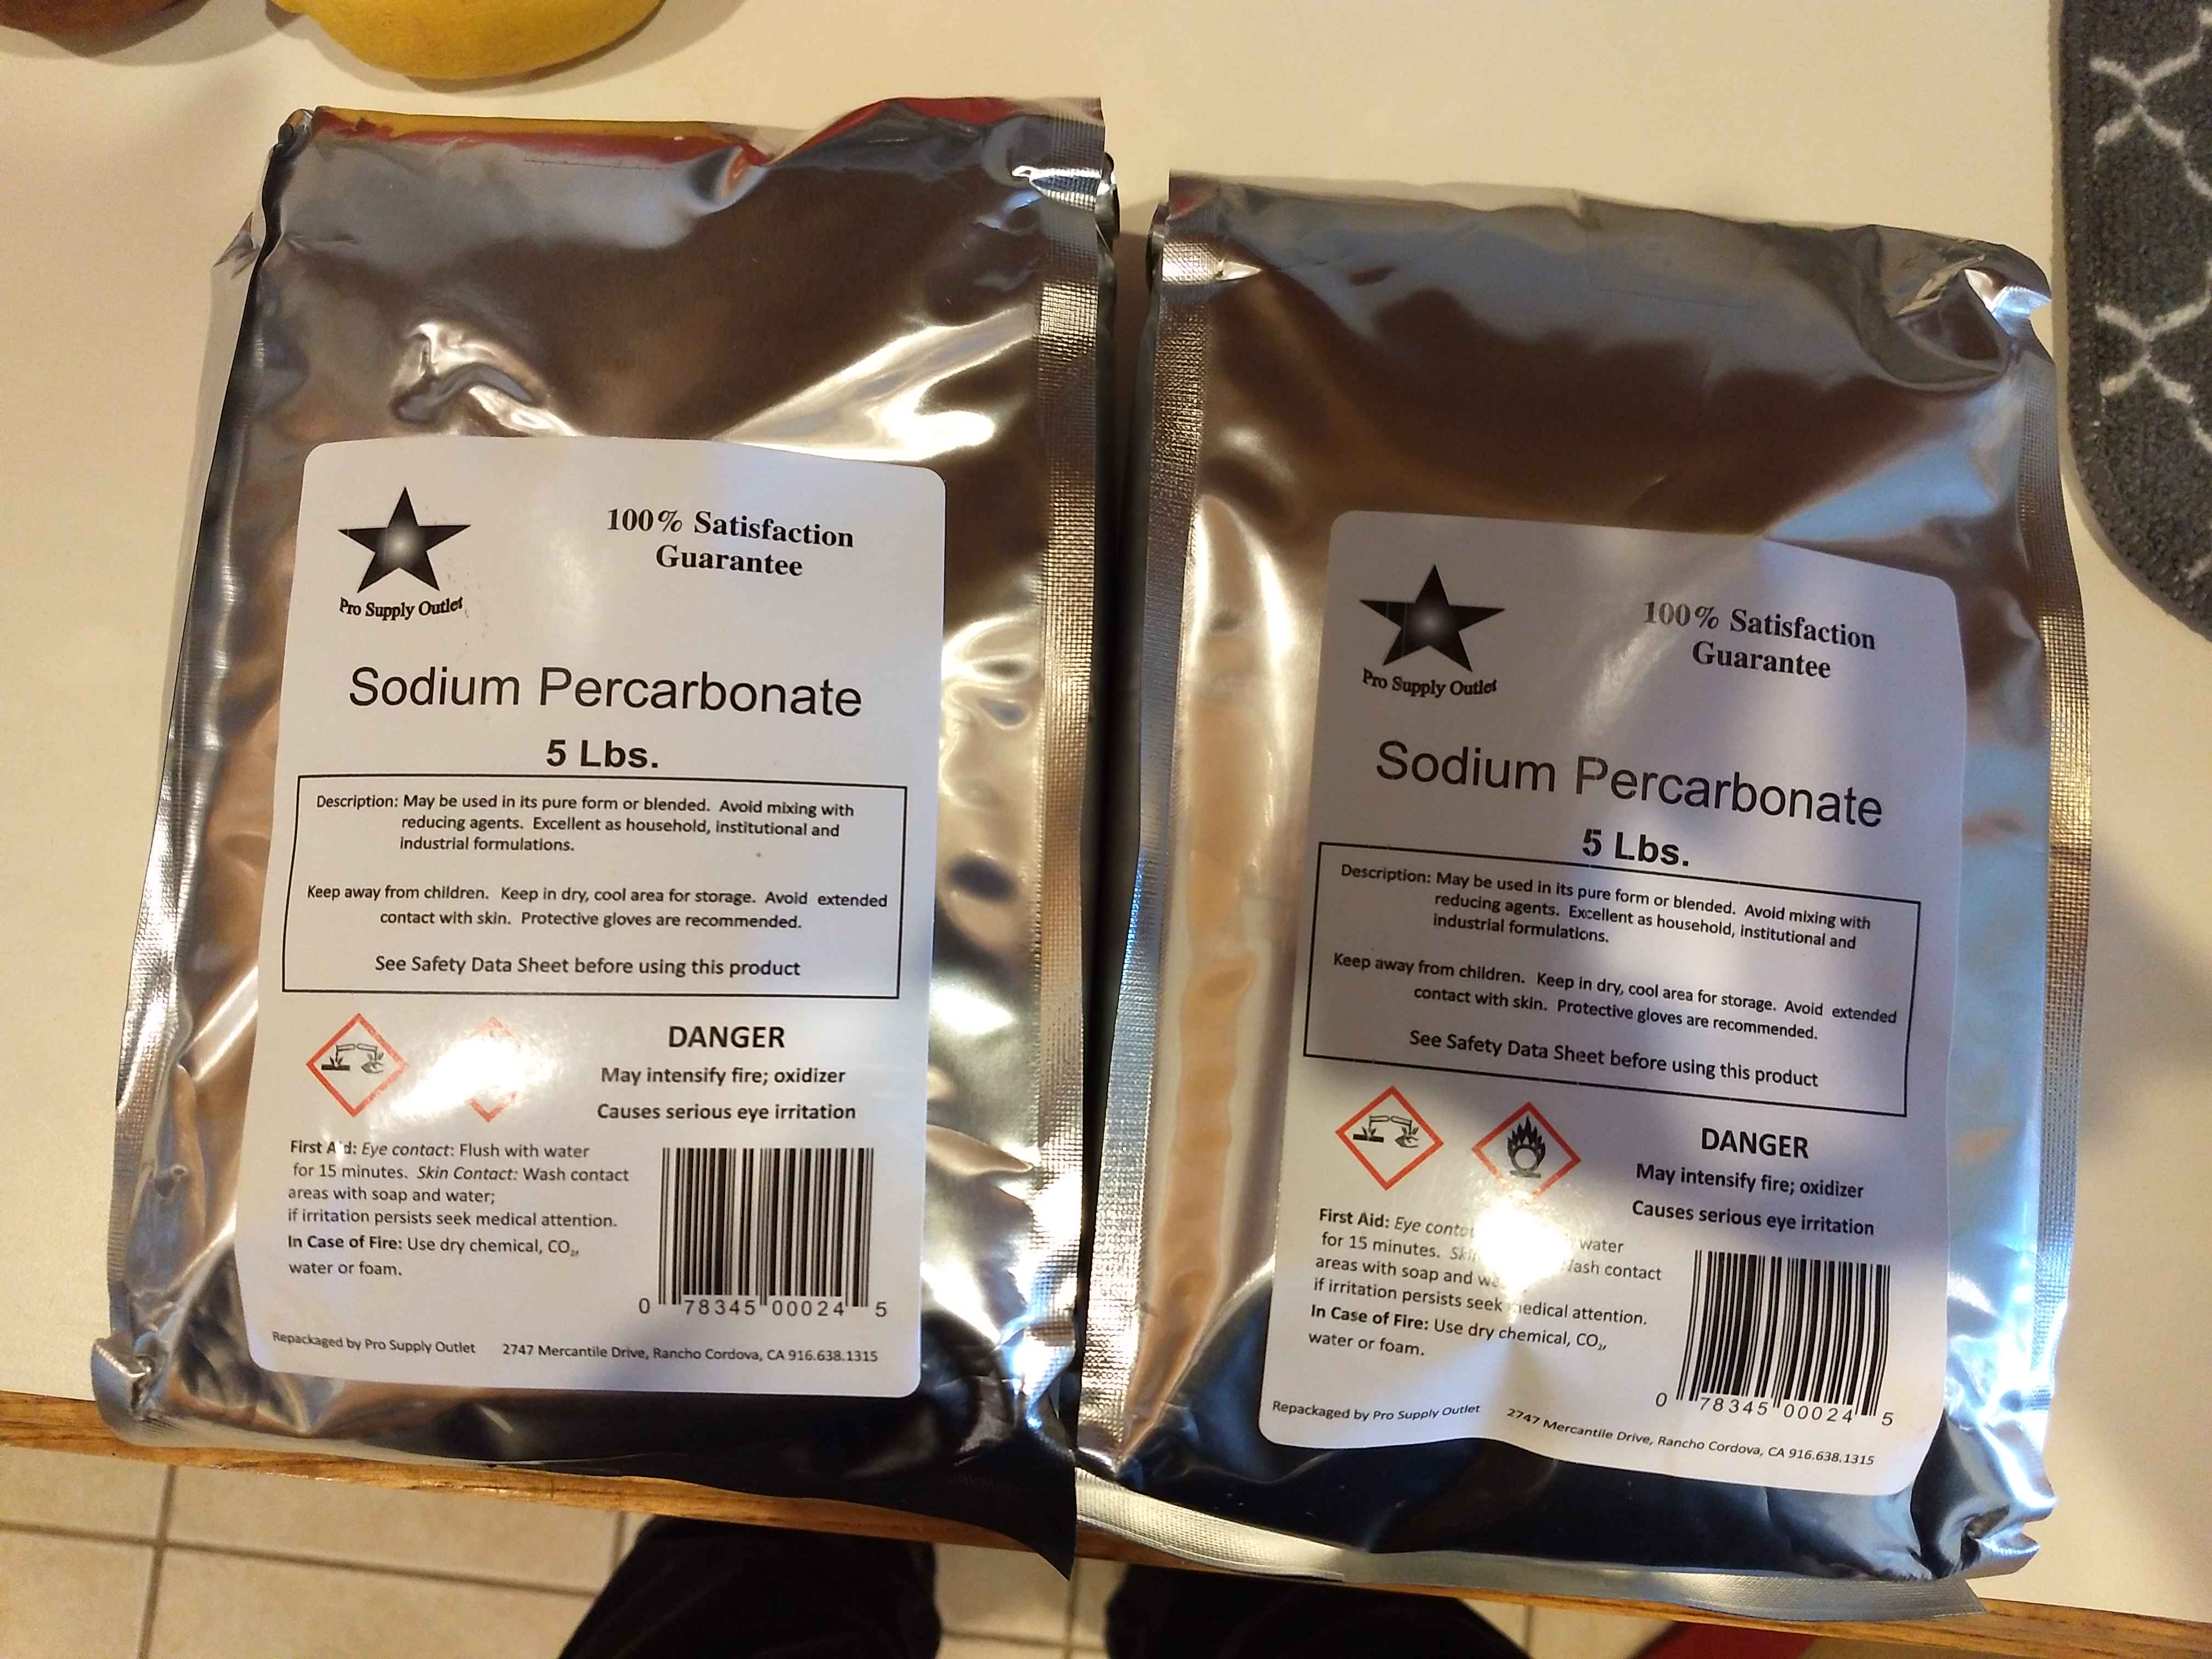 100% Satisfaction
Guarantee
Pro Supply Outlet
Sodium Percarbonate
5 Lbs.
Description: May be used in its pure form or blended. Avoid mixing with
reducing agents. Excellent as household, institutional and
industrial formulations.
Keep away from children. Keep in dry, cool area for storage. Avoid extended
contact with skin. Protective gloves are recommended.
See Safety Data Sheet before using this product
DANGER
May intensify fire; oxidizer
Causes serious eye irritation
First Aid: Eye contact: Flush with water
for 15 minutes. Skin Contact: Wash contact
areas with soap and water;
if irritation persists seek medical attention.
In Case of Fire: Use dry chemical, CO₂,
water or foam.
0 78345 00024 5
Repackaged by Pro Supply Outlet 2747 Mercantile Drive, Rancho Cordova, CA 916.638.1315
100% Satisfaction
Guarantee
Pro Supply Outlet
Sodium Percarbonate
5 Lbs.
Description: May be used in its pure form or blended. Avoid mixing with
reducing agents. Excellent as household, institutional and
industrial formulations.
Keep away from children. Keep in dry, cool area for storage. Avoid extended
contact with skin. Protective gloves are recommended.
See Safety Data Sheet before using this product
DANGER
May intensify fire; oxidizer
Causes serious eye irritation
First Aid: Eye water
for 15 minutes. contact
areas with soap and
if irritation persists seek medical attention.
In Case of Fire: Use dry chemical, CO₂,
water or foam.
0 78345 00024 5
Repackaged by Pro Supply Outlet 2747 Mercantile Drive, Rancho Cordova, CA 916.638.1315